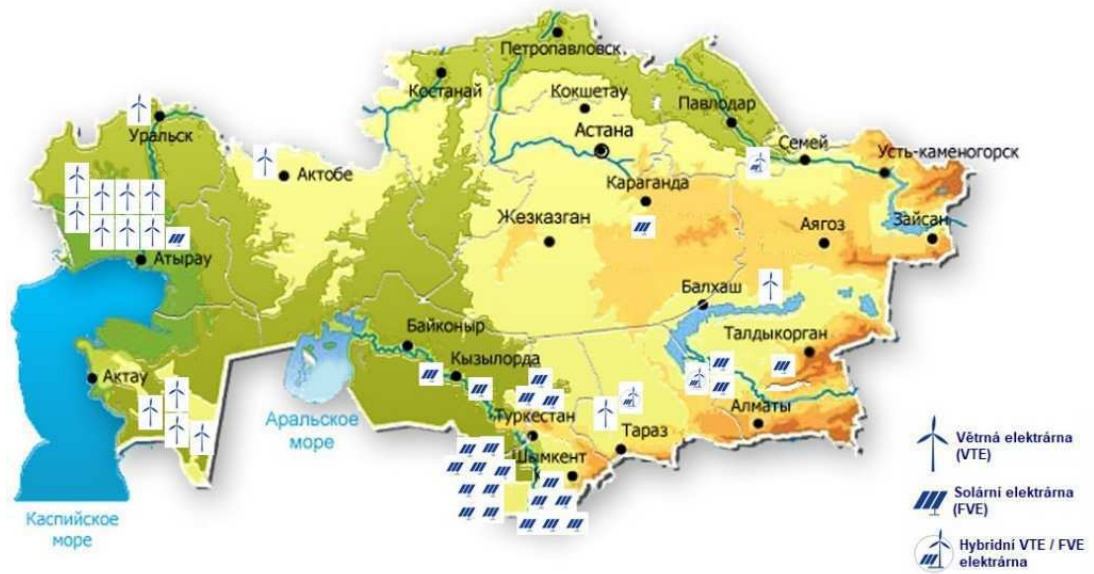 Петропавловск
Костанай
Кокшетау
Павлодар
Астана
Уральск
Семей
Усть-каменогорск
Актобе
Караганда
Жезказган
Зайсан
Аягоз
Атырау
Балхаш
Байконыр
Талдыкорган
Кызылорда
Актау
Аральское
море
Туркестан
Тараз
Алматы
Шымкент
Каспийское
море
Větrná elektrárna
(VTE)
Solární elektrárna
(FVE)
Hybridní VTE / FVE
elektrárna